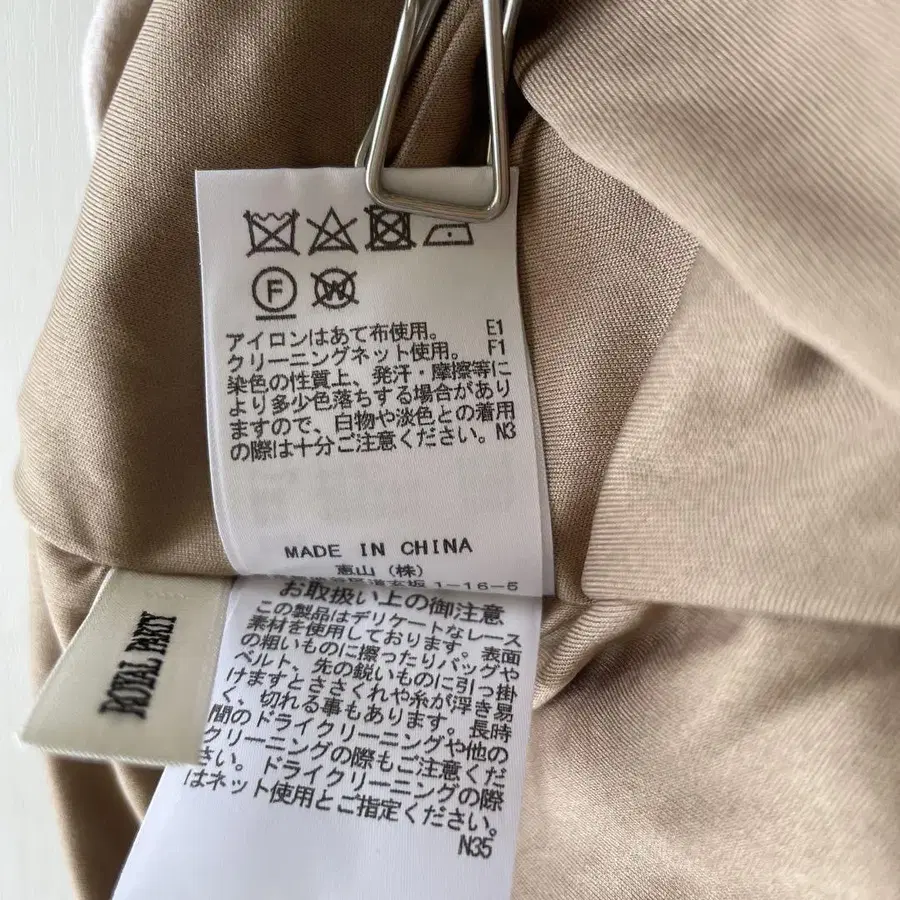 F W
アイロンはあて布使用。 E1
クリーニングネット使用。 F1
染色の性質上、発汗・摩擦等に
より多少色落ちする場合があり
ますので、白物や淡色との着用
の際は十分ご注意ください。N3
MADE IN CHINA
恵山(株)
道玄坂 1-16-5
お取扱い上の御注意
この製品はデリケートなレース
素材を使用しております。表面
の粗いものに擦ったりバッグや
ベルト、先の鋭いものに引っ掛
けますとささくれや糸が浮き易
く、切れる事もあります。長時
間のドライクリーニングや他の
クリーニングの際もご注意くだ
さい。ドライクリーニングの際
はネット使用とご指定ください。
N35
ROYAL PARTY